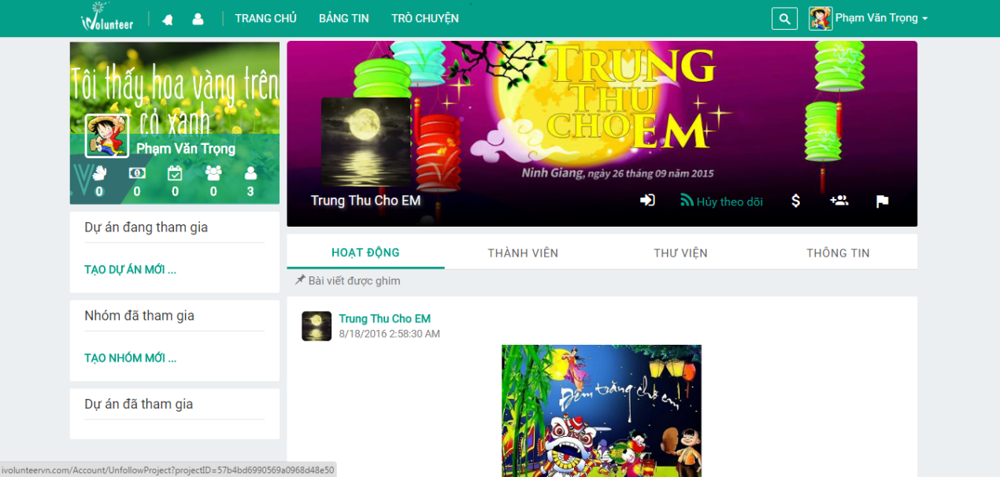 iVolunteer
TRANG CHỦ
BẢNG TIN
TRÒ CHUYỆN
Phạm Văn Trọng
Tôi thấy hoa vàng trên
cỏ xanh
Phạm Văn Trọng
0
0
0
0
3
Dự án đang tham gia
TẠO DỰ ÁN MỚI ...
Nhóm đã tham gia
TẠO NHÓM MỚI ...
Dự án đã tham gia
TRUNG
THU
CHO EM
Ninh Giang, ngày 26 tháng 09 năm 2015
Trung Thu Cho EM
Hủy theo dõi
HOẠT ĐỘNG
THÀNH VIÊN
THƯ VIỆN
THÔNG TIN
Bài viết được ghim
Trung Thu Cho EM
8/18/2016 2:58:30 AM
Đêm trăng cho em
ivolunteervn.com/Account/UnfollowProject?projectID=57b4bd6990569a0968d48e50